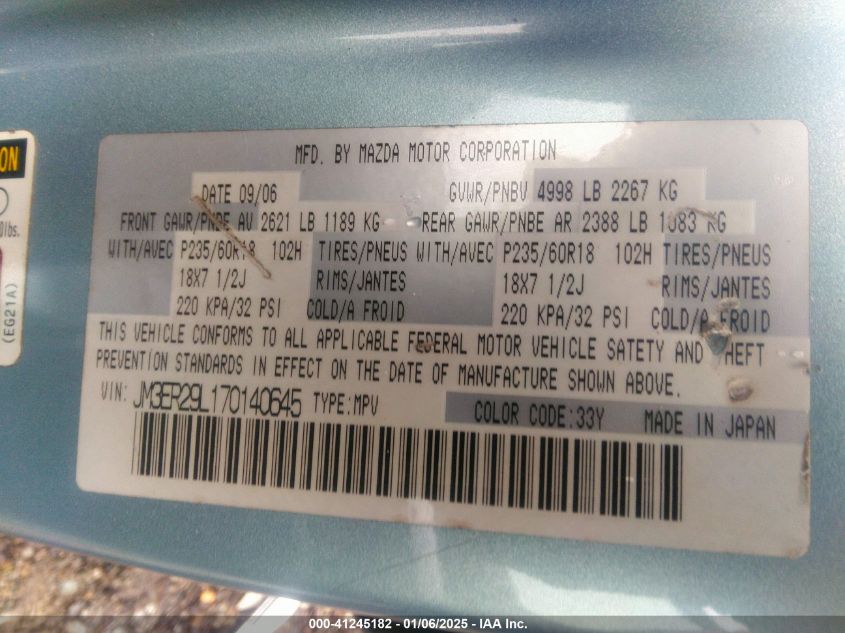 ON
0lbs.
(EG21A)
MFD. BY MAZDA MOTOR CORPORATION
DATE 09/06 GVWR/PNBV 4998 LB 2267 KG
FRONT GAWR/PNBE AV 2621 LB 1189 KG REAR GAWR/PNBE AR 2388 LB 1083 KG
WITH/AVEC P235/60R18 102H TIRES/PNEUS WITH/AVEC P235/60R18 102H TIRES/PNEUS
18X7 1/2J RIMS/JANTES 18X7 1/2J RIMS/JANTES
220 KPA/32 PSI COLD/A FROID 220 KPA/32 PSI COLD/A FROID
THIS VEHICLE CONFORMS TO ALL APPLICABLE FEDERAL MOTOR VEHICLE SAFETY AND THEFT
PREVENTION STANDARDS IN EFFECT ON THE DATE OF MANUFACTURE SHOWN ABOVE.
VIN: JM3ER29L170140645 TYPE:MPV COLOR CODE:33Y MADE IN JAPAN
000-41245182 - 01/06/2025 - IAA Inc.